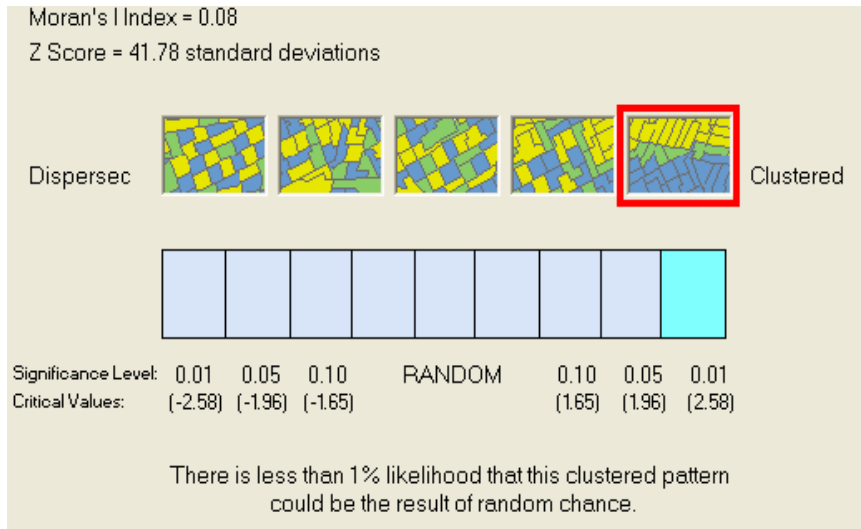 Moran's I Index = 0.08
Z Score = 41.78 standard deviations
Dispersec
Clustered
Significance Level: 0.01 0.05 0.10 RANDOM 0.10 0.05 0.01
Critical Values: (-2.58) (-1.96) (-1.65) (1.65) (1.96) (2.58)
There is less than 1% likelihood that this clustered pattern
could be the result of random chance.